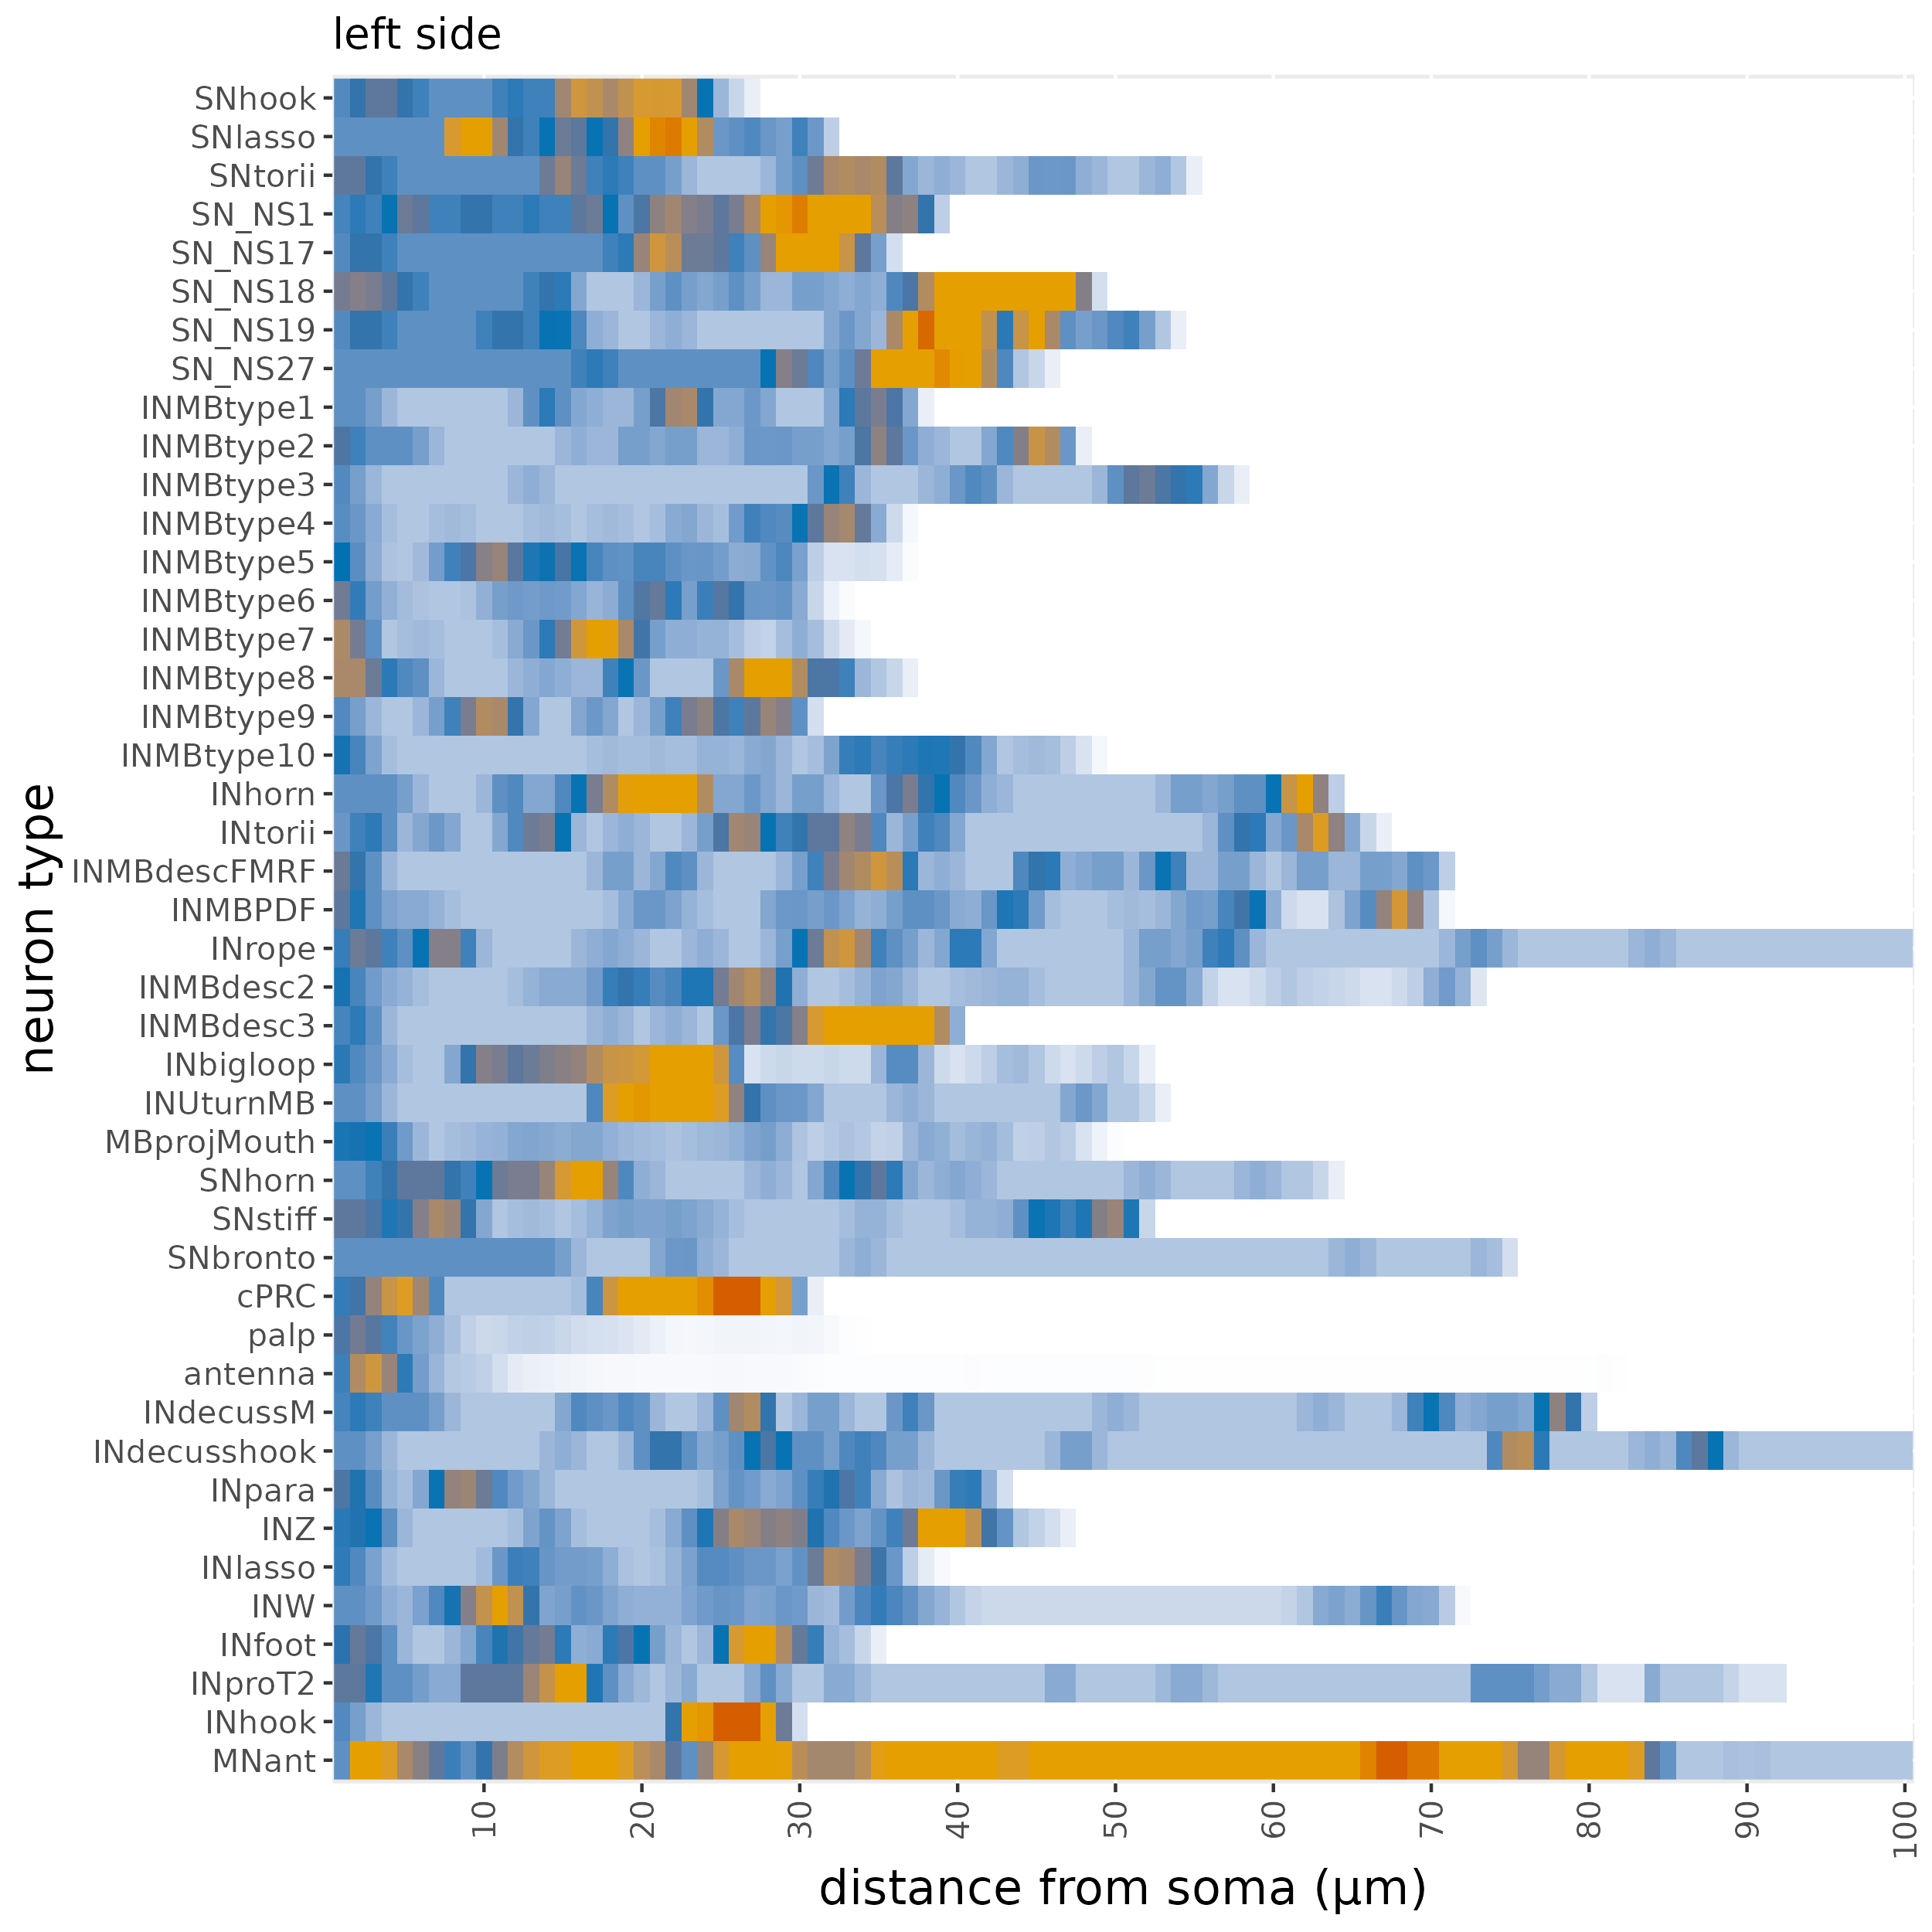 left side
SNhook
SNlasso
SNtorii
SN_NS1
SN_NS17
SN_NS18
SN_NS19
SN_NS27
INMBtype1
INMBtype2
INMBtype3
INMBtype4
INMBtype5
INMBtype6
INMBtype7
INMBtype8
INMBtype9
INMBtype10
INhorn
INtorii
INMBdescFMRF
INMBPDF
INrope
INMBdesc2
INMBdesc3
INbigloop
INUturnMB
MBprojMouth
SNhorn
SNstiff
SNbronto
cPRC
palp
antenna
INdecussM
INdecusshook
INpara
INZ
INlasso
INW
INfoot
INproT2
INhook
MNant
neuron type
10 20 30 40 50 60 70 80 90 100
distance from soma (µm)